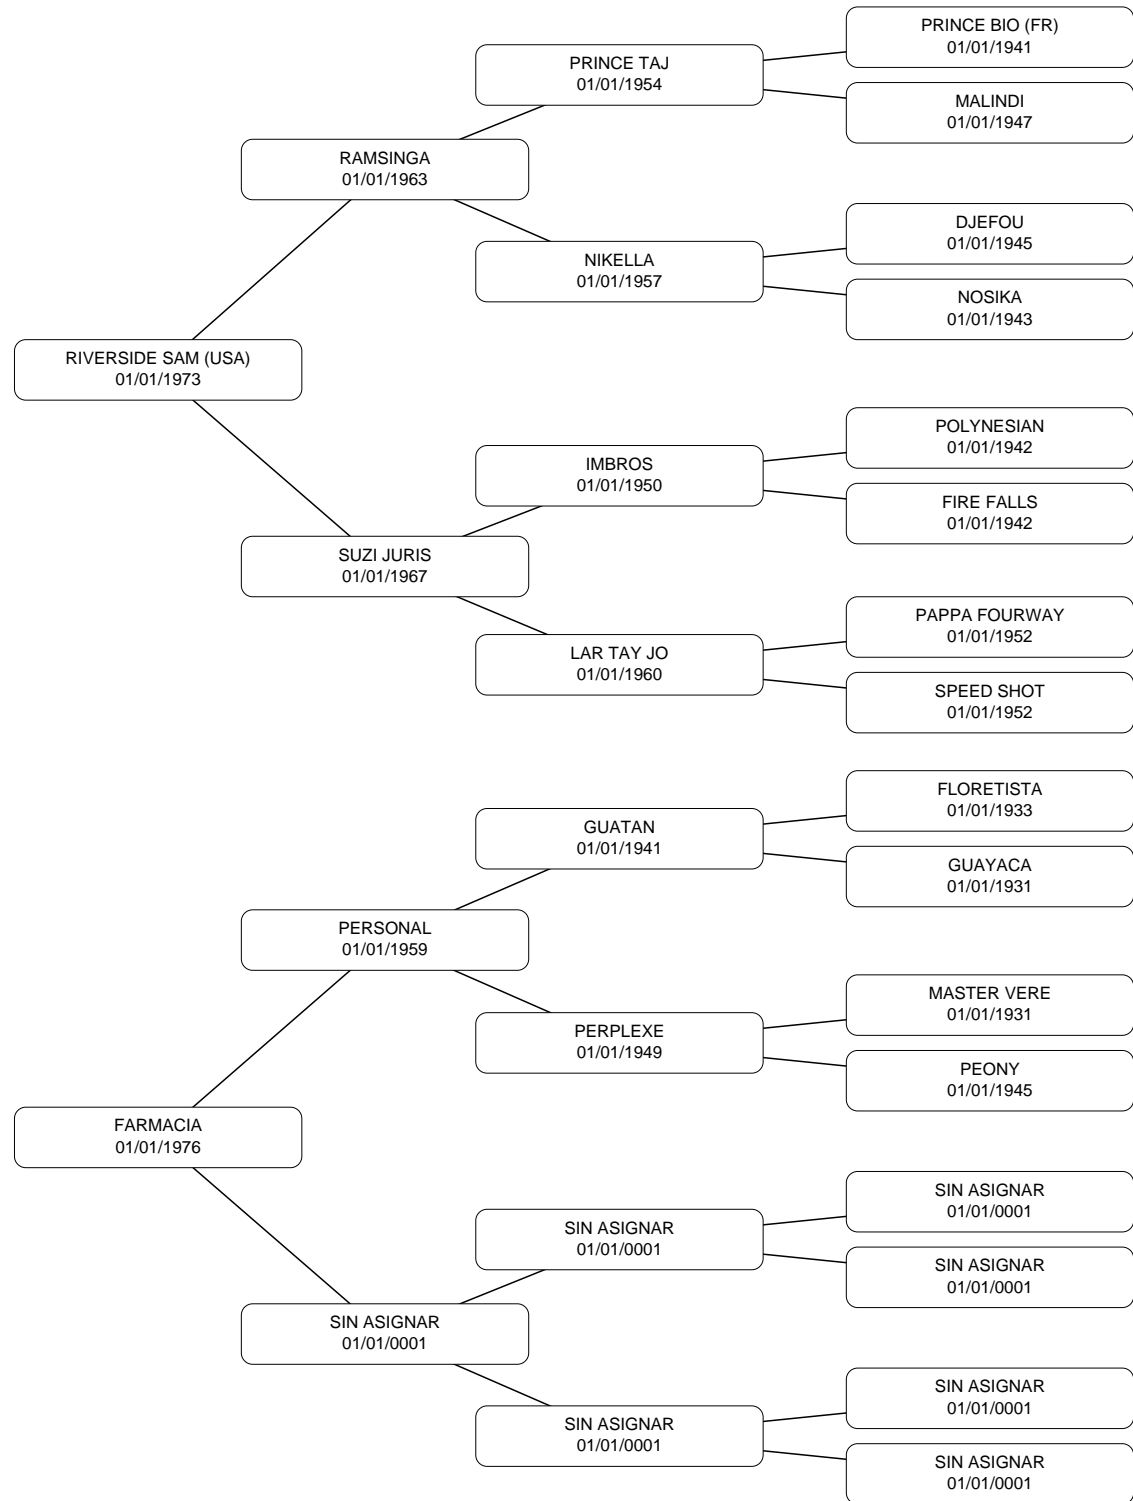 PRINCE BIO (FR)
01/01/1941
PRINCE TAJ
01/01/1954
MALINDI
01/01/1947
RAMSINGA
01/01/1963
DJEFOU
01/01/1945
NIKELLA
01/01/1957
NOSIKA
01/01/1943
RIVERSIDE SAM (USA)
01/01/1973
POLYNESIAN
01/01/1942
IMBROS
01/01/1950
FIRE FALLS
01/01/1942
SUZI JURIS
01/01/1967
PAPPA FOURWAY
01/01/1952
LAR TAY JO
01/01/1960
SPEED SHOT
01/01/1952
FLORETISTA
01/01/1933
GUATAN
01/01/1941
GUAYACA
01/01/1931
PERSONAL
01/01/1959
MASTER VERE
01/01/1931
PERPLEXE
01/01/1949
PEONY
01/01/1945
FARMACIA
01/01/1976
SIN ASIGNAR
01/01/0001
SIN ASIGNAR
01/01/0001
SIN ASIGNAR
01/01/0001
SIN ASIGNAR
01/01/0001
SIN ASIGNAR
01/01/0001
SIN ASIGNAR
01/01/0001
SIN ASIGNAR
01/01/0001